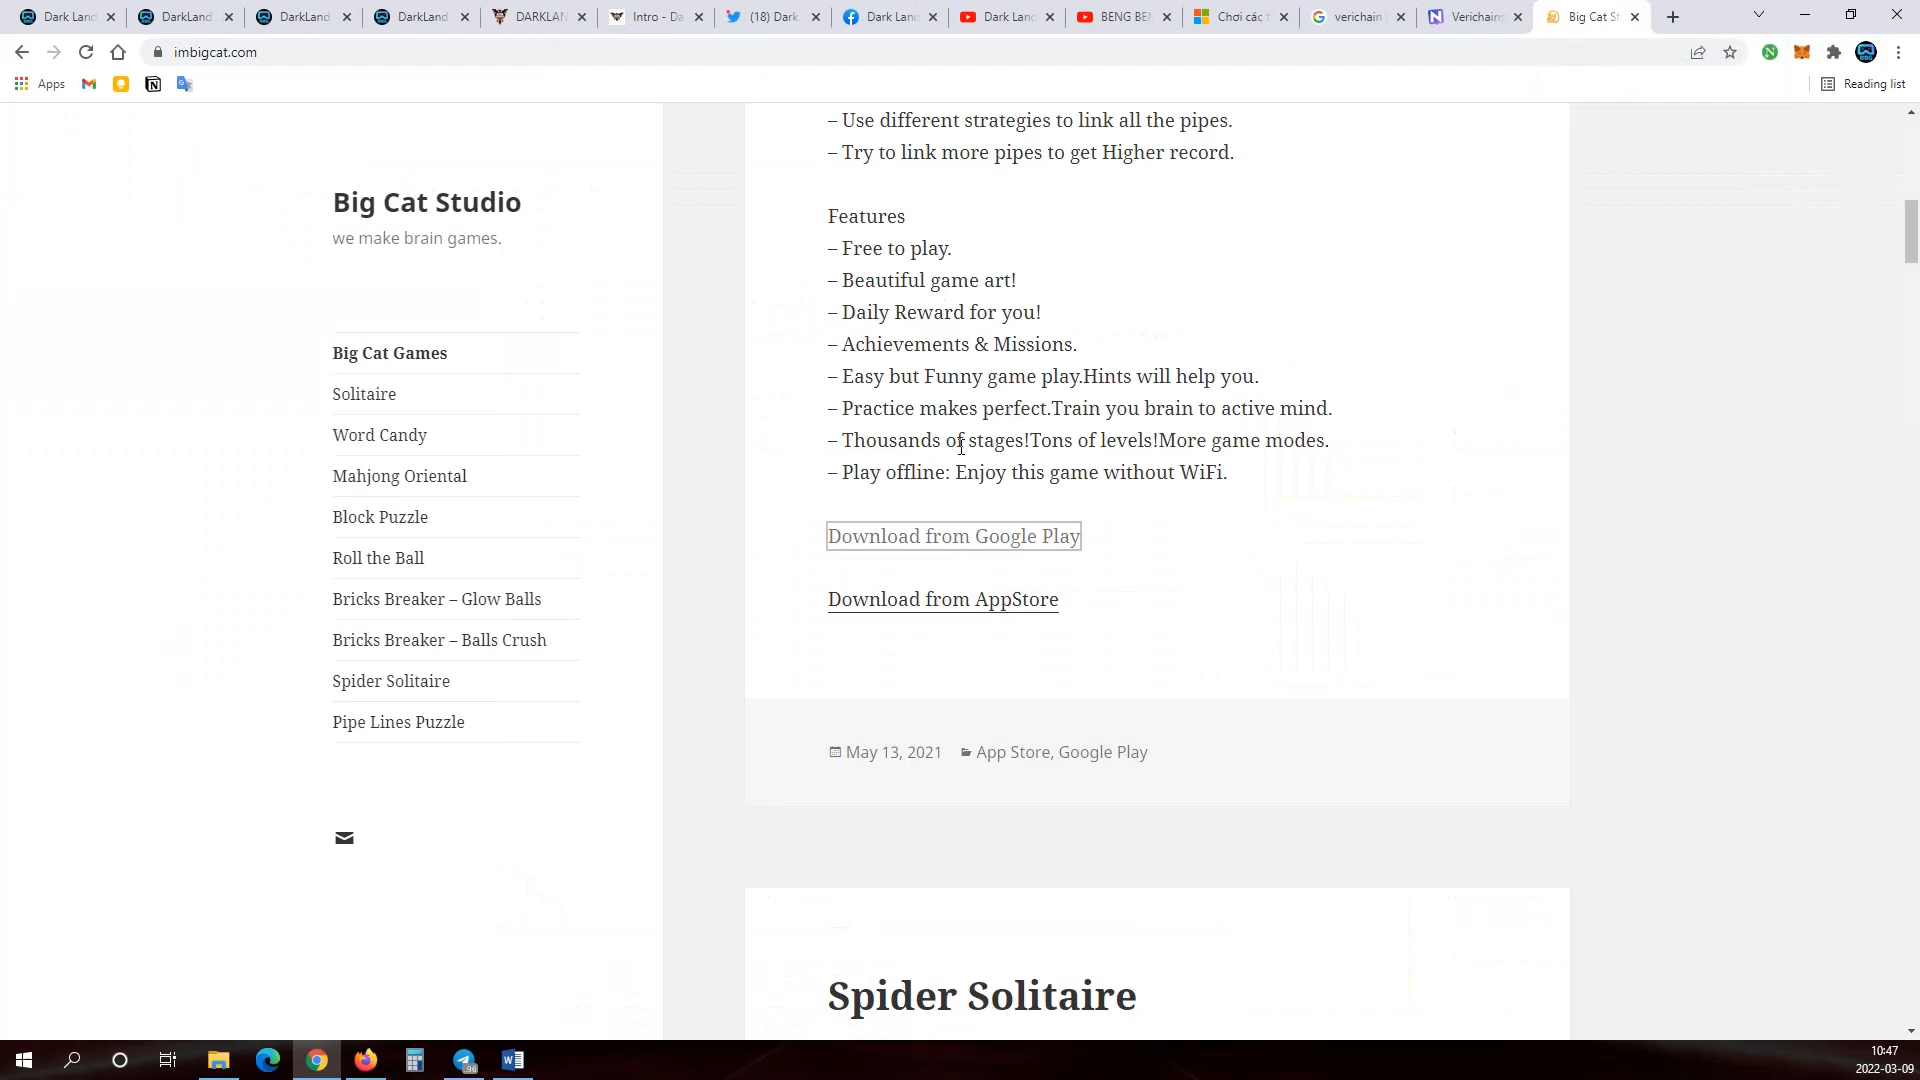 Dark Land
DarkLand
DarkLand
DarkLand
DARKLAN
Intro - Da
(18) Dark
Dark Land
Dark Land
BENG BEN
Chơi các t
verichain
Verichains
Big Cat St
imbigcat.com
Apps
Reading list
– Use different strategies to link all the pipes.
– Try to link more pipes to get Higher record.
Big Cat Studio
we make brain games.
Features
– Free to play.
– Beautiful game art!
– Daily Reward for you!
– Achievements & Missions.
– Easy but Funny game play.Hints will help you.
– Practice makes perfect.Train you brain to active mind.
– Thousands of stages!Tons of levels!More game modes.
– Play offline: Enjoy this game without WiFi.
Download from Google Play
Download from AppStore
Big Cat Games
Solitaire
Word Candy
Mahjong Oriental
Block Puzzle
Roll the Ball
Bricks Breaker – Glow Balls
Bricks Breaker – Balls Crush
Spider Solitaire
Pipe Lines Puzzle
May 13, 2021 App Store, Google Play
Spider Solitaire
10:47
2022-03-09